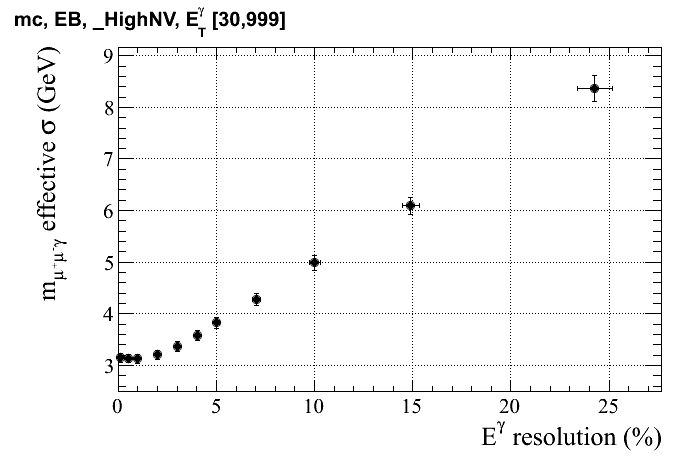 mc, EB, _HighNV, E_T^γ [30,999]
m_μ⁺μ⁻γ effective σ (GeV)
9
8
7
6
5
4
3
0 5 10 15 20 25
E^γ resolution (%)